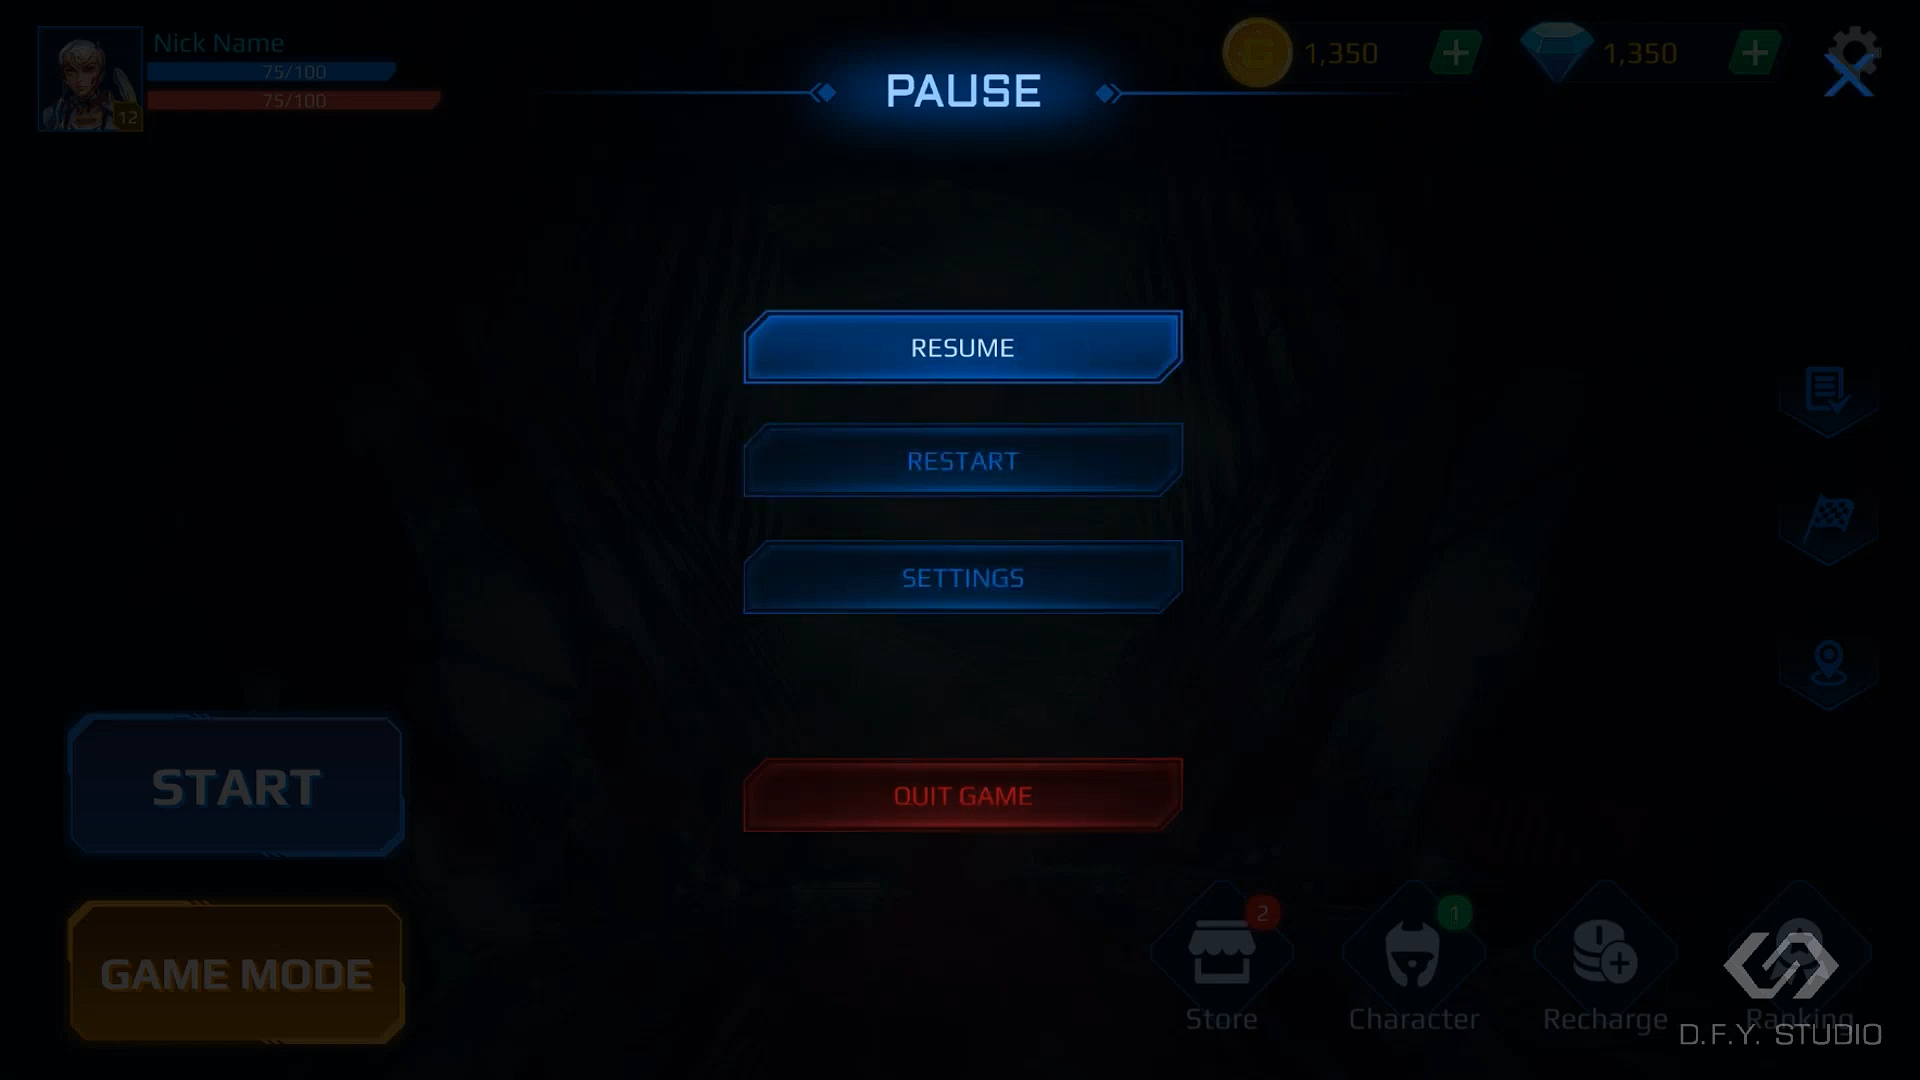 Nick Name
75/100
75/100
12
PAUSE
1,350
1,350
RESUME
RESTART
SETTINGS
QUIT GAME
START
GAME MODE
2
1
Store
Character
Recharge
Ranking
D.F.Y. STUDIO